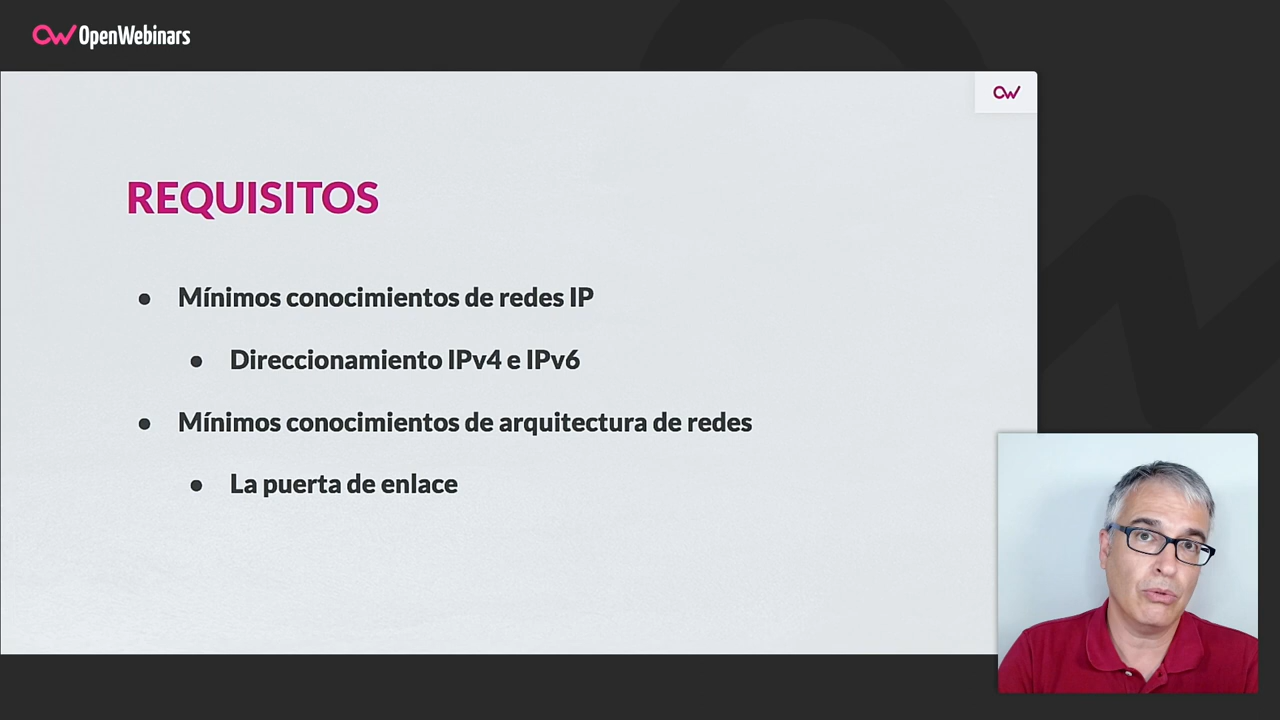 OpenWebinars
REQUISITOS
● Mínimos conocimientos de redes IP
● Direccionamiento IPv4 e IPv6
● Mínimos conocimientos de arquitectura de redes
● La puerta de enlace